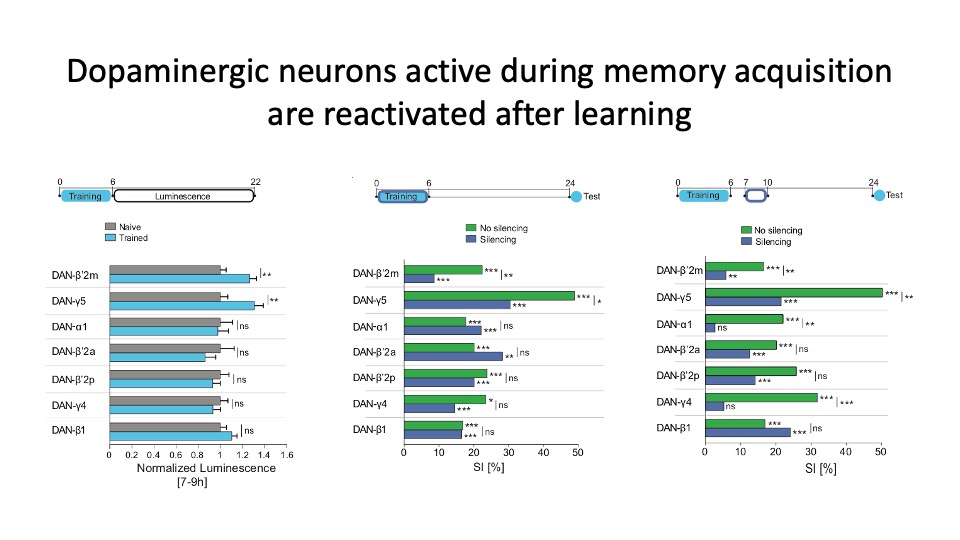 Dopaminergic neurons active during memory acquisition
are reactivated after learning
0 6 22
Training Luminescence
Naive
Trained
DAN-β'2m **
DAN-γ5 **
DAN-α1 ns
DAN-β'2a ns
DAN-β'2p ns
DAN-γ4 ns
DAN-β1 ns
0 0.2 0.4 0.6 0.8 1 1.2 1.4 1.6
Normalized Luminescence
[7-9h]
0 6 24
Training Test
No silencing
Silencing
DAN-β'2m *** *** **
DAN-γ5 *** *** *
DAN-α1 *** *** ns
DAN-β'2a *** ** ns
DAN-β'2p *** *** ns
DAN-γ4 * *** ns
DAN-β1 *** *** ns
0 10 20 30 40 50
SI [%]
0 6 7 10 24
Training Test
No silencing
Silencing
DAN-β'2m *** ** **
DAN-γ5 *** *** **
DAN-α1 *** ns **
DAN-β'2a *** *** ns
DAN-β'2p *** *** ns
DAN-γ4 *** ns ***
DAN-β1 *** *** ns
0 10 20 30 40 50
SI [%]